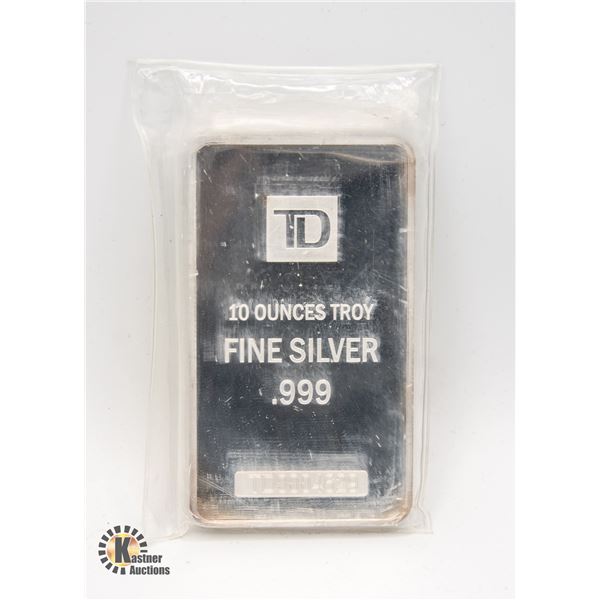 TD
10 OUNCES TROY
FINE SILVER
.999
Kastner
Auctions